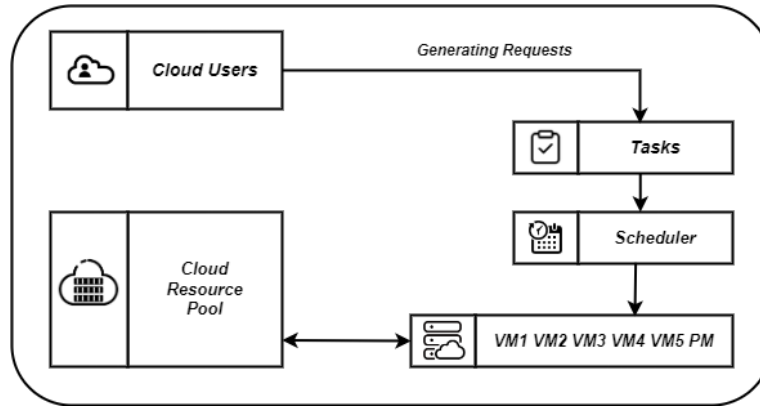 Cloud Users
Generating Requests
Tasks
Scheduler
Cloud
Resource
Pool
VM1 VM2 VM3 VM4 VM5 PM